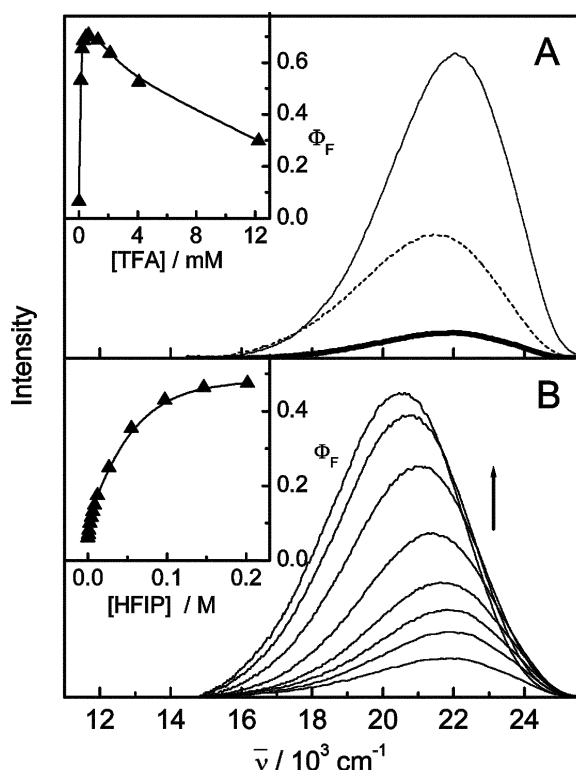 A
0.6
0.4
0.2
0.0
Φ_F
0 4 8 12
[TFA] / mM
Intensity
B
0.4
0.2
0.0
Φ_F
0.0 0.1 0.2
[HFIP] / M
12 14 16 18 20 22 24
ν̅ / 10³ cm⁻¹